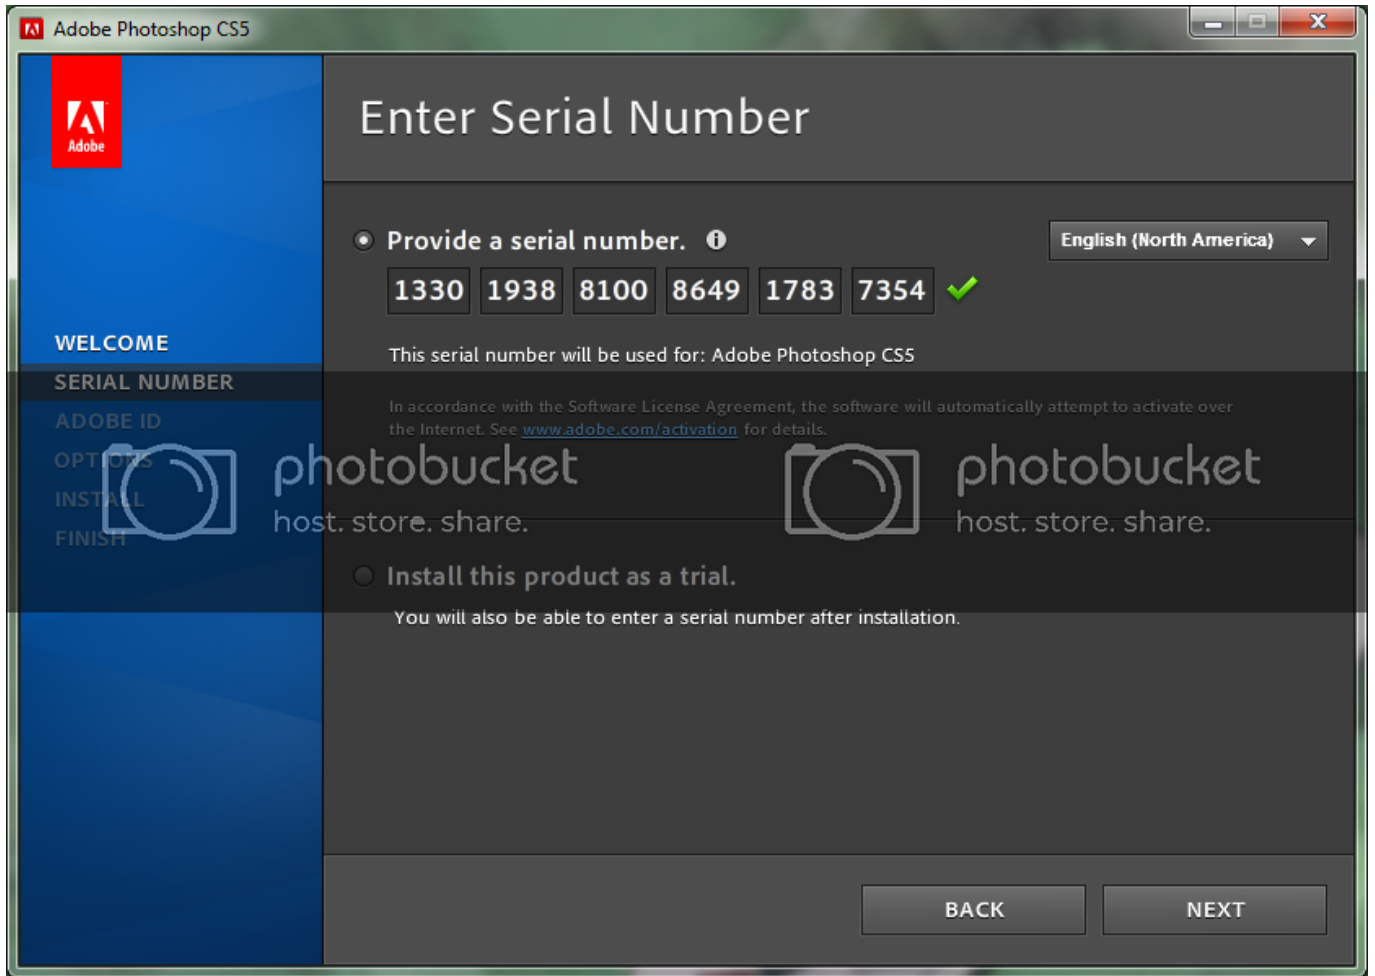 Adobe Photoshop CS5
Adobe
Enter Serial Number
Provide a serial number.
English (North America)
1330 1938 8100 8649 1783 7354
This serial number will be used for: Adobe Photoshop CS5
In accordance with the Software License Agreement, the software will automatically attempt to activate over
the Internet. See www.adobe.com/activation for details.
WELCOME
SERIAL NUMBER
ADOBE ID
OPTIONS
INSTALL
FINISH
photobucket
host. store. share.
photobucket
host. store. share.
Install this product as a trial.
You will also be able to enter a serial number after installation.
BACK
NEXT